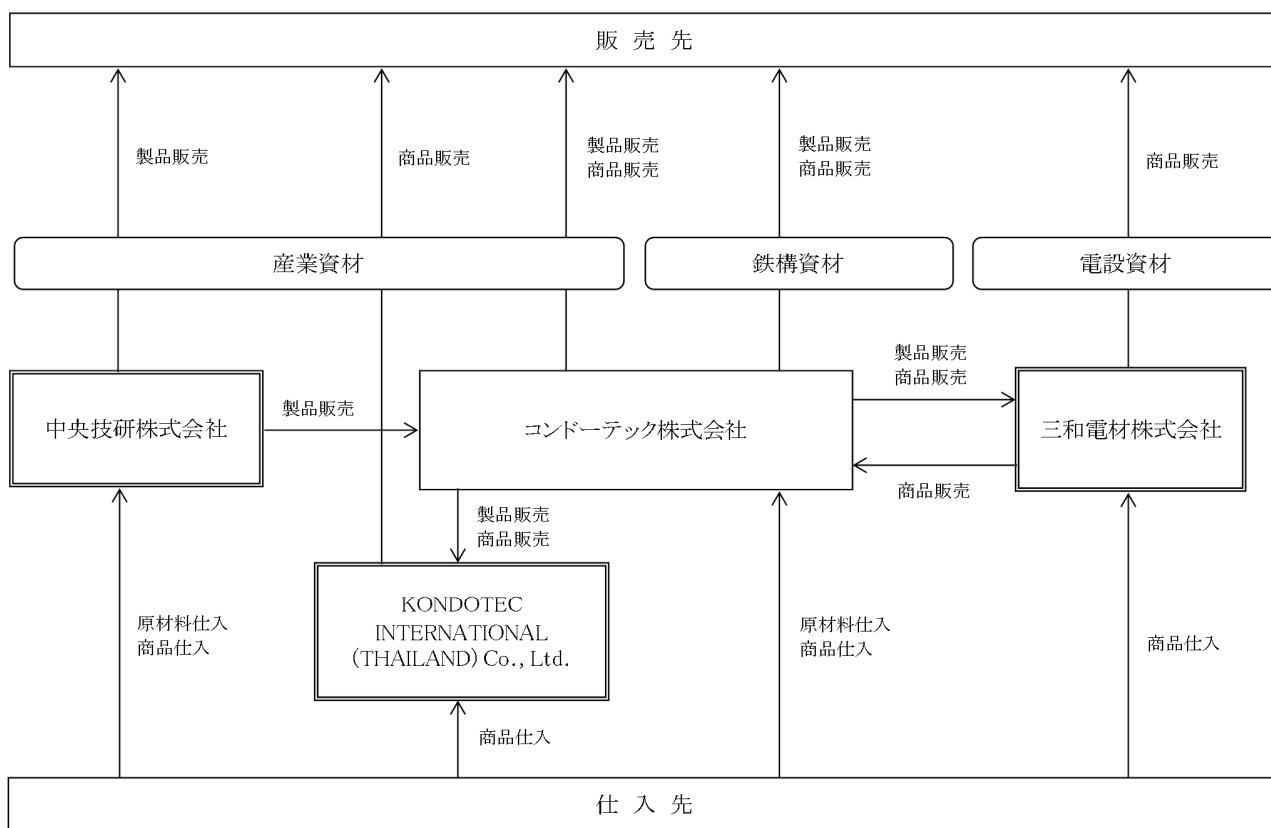 販売先
製品販売
商品販売
製品販売
商品販売
製品販売
商品販売
商品販売
産業資材
鉄構資材
電設資材
中央技研株式会社
製品販売
コンドーテック株式会社
製品販売
商品販売
商品販売
三和電材株式会社
製品販売
商品販売
KONDOTEC
INTERNATIONAL
(THAILAND) Co., Ltd.
原材料仕入
商品仕入
商品仕入
原材料仕入
商品仕入
商品仕入
仕入先